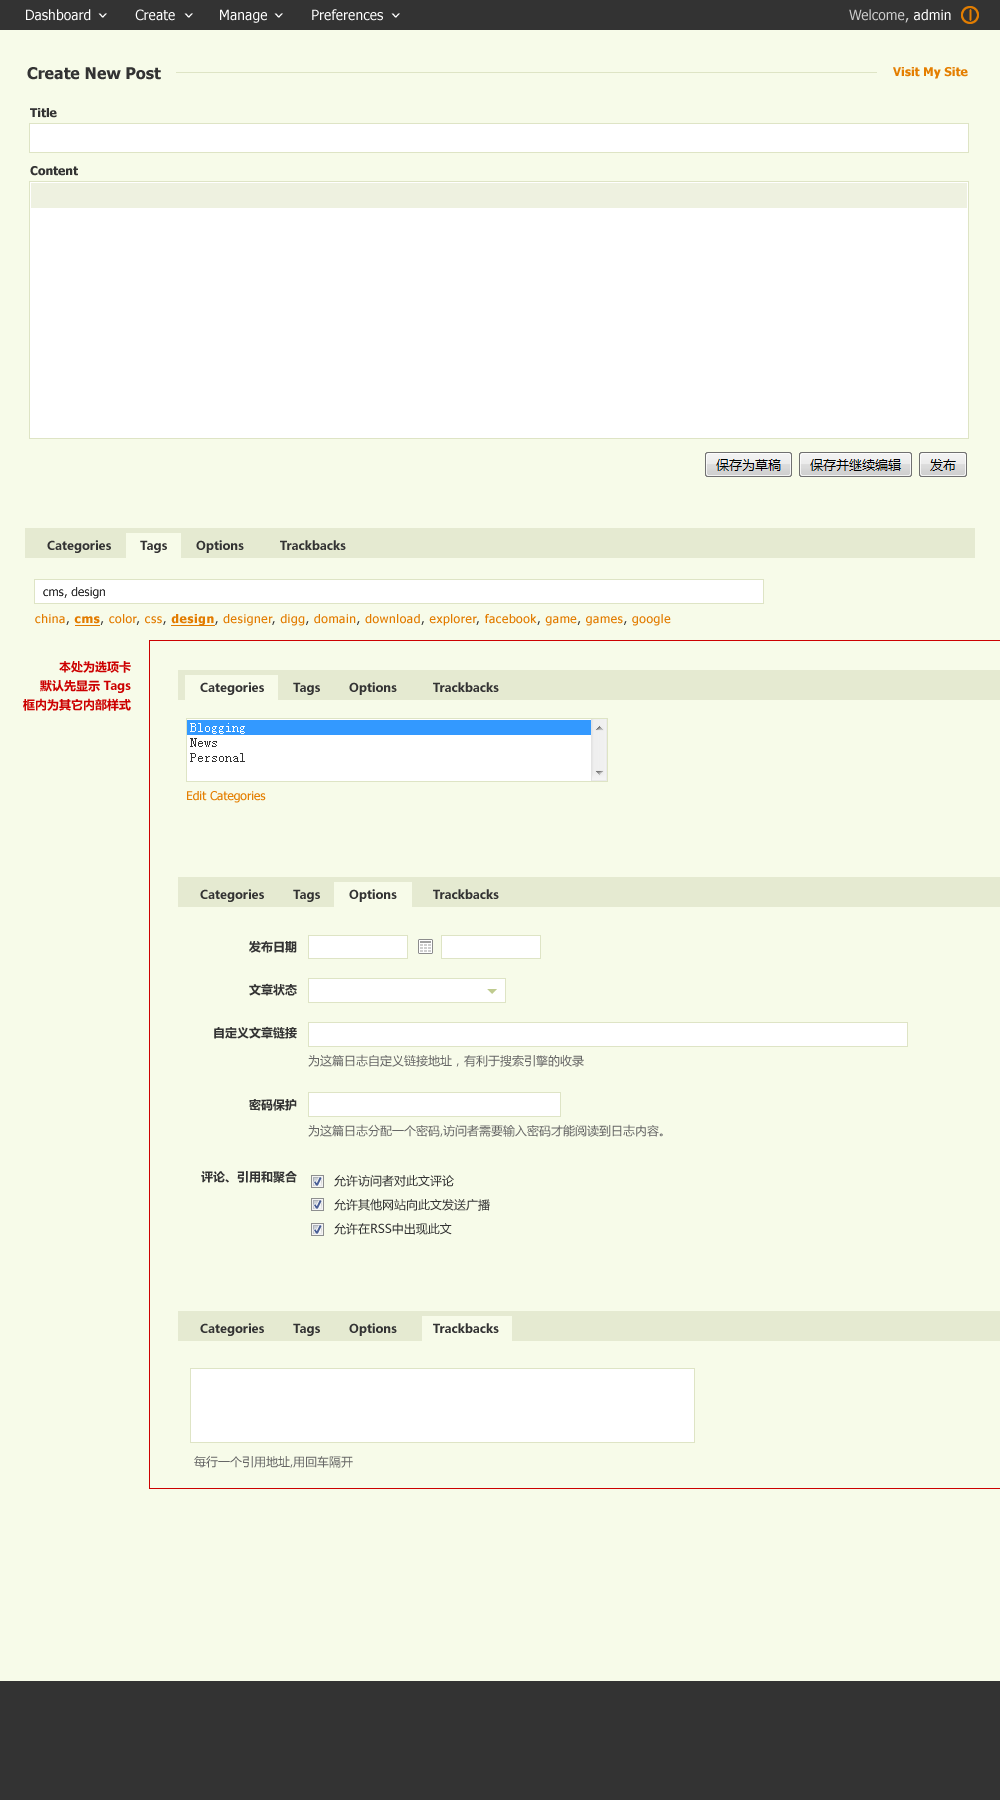 Dashboard Create Manage Preferences Welcome, admin
Create New Post Visit My Site
Title
Content
保存为草稿 保存并继续编辑 发布
Categories Tags Options Trackbacks
cms, design
china, cms, color, css, design, designer, digg, domain, download, explorer, facebook, game, games, google
本处为选项卡
默认先显示 Tags
框内为其它内部样式
Categories Tags Options Trackbacks
Blogging
News
Personal
Edit Categories
Categories Tags Options Trackbacks
发布日期
文章状态
自定义文章链接
为这篇日志自定义链接地址，有利于搜索引擎的收录
密码保护
为这篇日志分配一个密码,访问者需要输入密码才能阅读到日志内容。
评论、引用和聚合
允许访问者对此文评论
允许其他网站向此文发送广播
允许在RSS中出现此文
Categories Tags Options Trackbacks
每行一个引用地址,用回车隔开